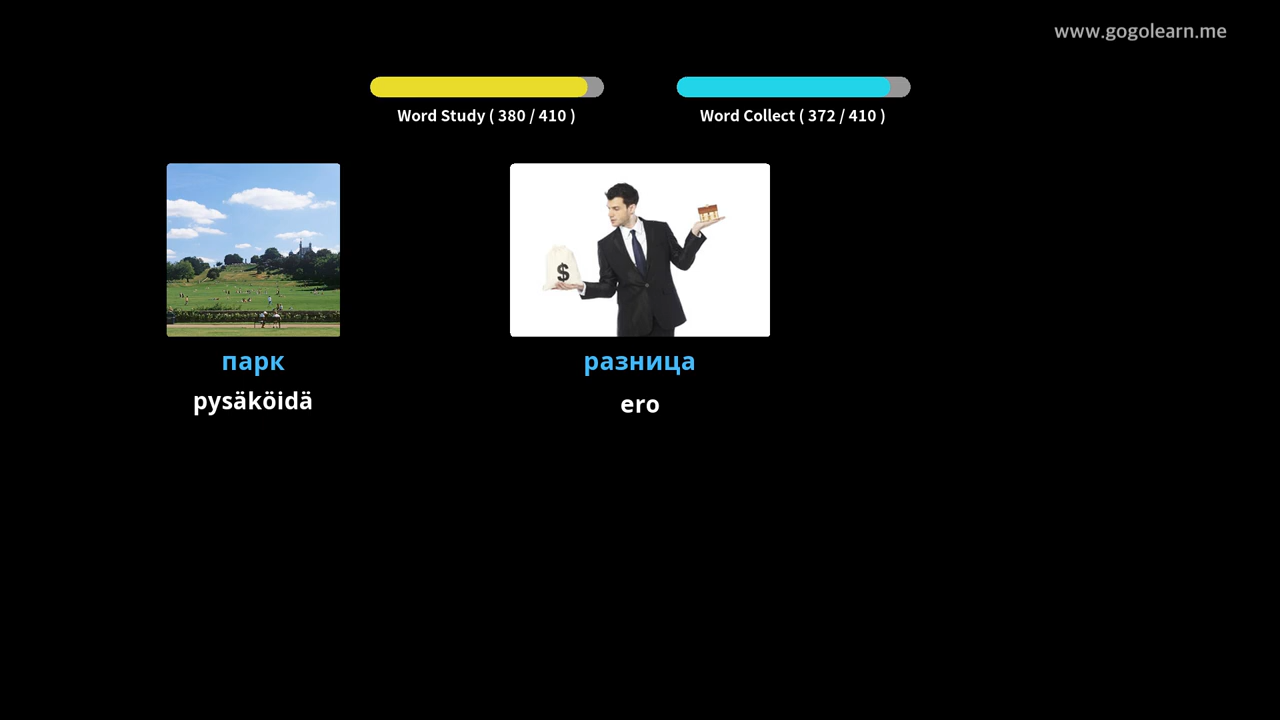 www.gogolearn.me
Word Study ( 380 / 410 )
Word Collect ( 372 / 410 )
$
парк
pysäköidä
разница
ero